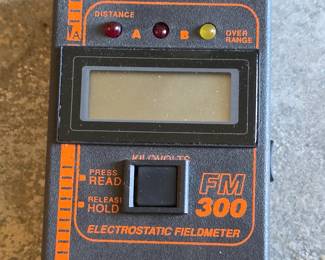 DISTANCE
A
A B
OVER
RANGE
KILOVOLTS
PRESS
READ
RELEASE
HOLD
FM
300
ELECTROSTATIC FIELDMETER